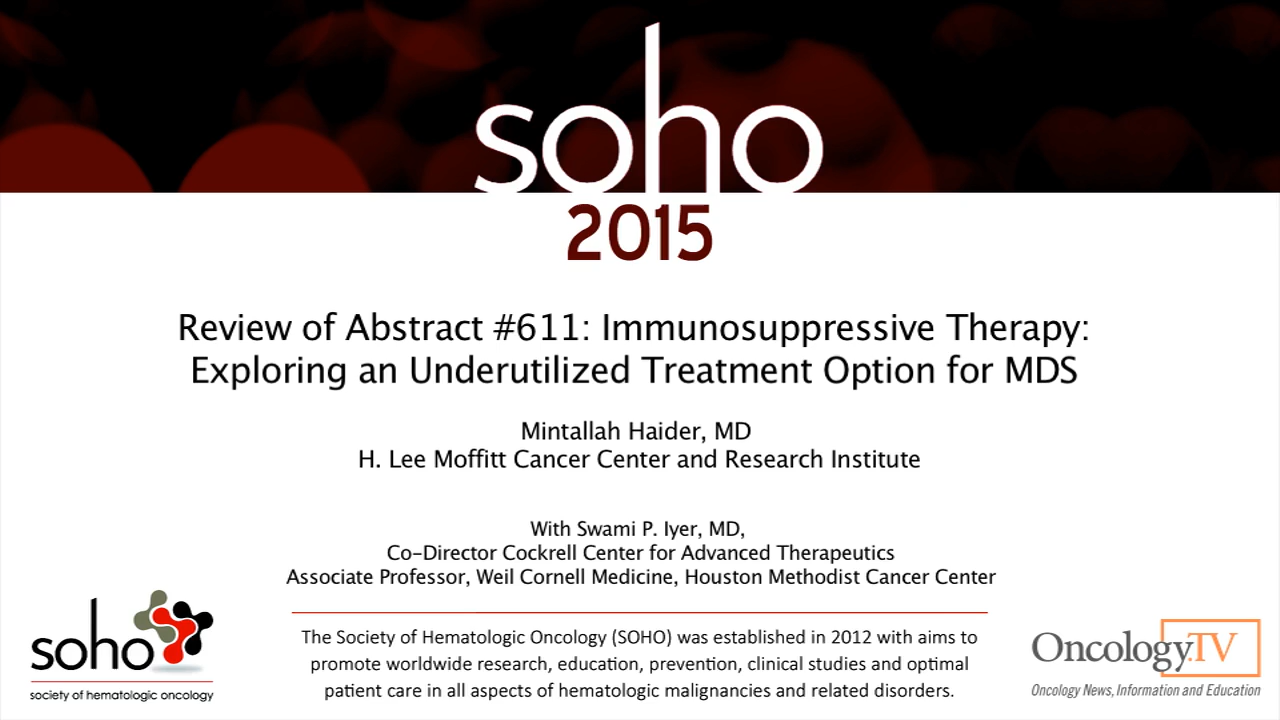 soho
2015
Review of Abstract #611: Immunosuppressive Therapy:
Exploring an Underutilized Treatment Option for MDS
Mintallah Haider, MD
H. Lee Moffitt Cancer Center and Research Institute
With Swami P. Iyer, MD,
Co-Director Cockrell Center for Advanced Therapeutics
Associate Professor, Weil Cornell Medicine, Houston Methodist Cancer Center
soho
society of hematologic oncology
The Society of Hematologic Oncology (SOHO) was established in 2012 with aims to
promote worldwide research, education, prevention, clinical studies and optimal
patient care in all aspects of hematologic malignancies and related disorders.
Oncology.TV
Oncology News, Information and Education